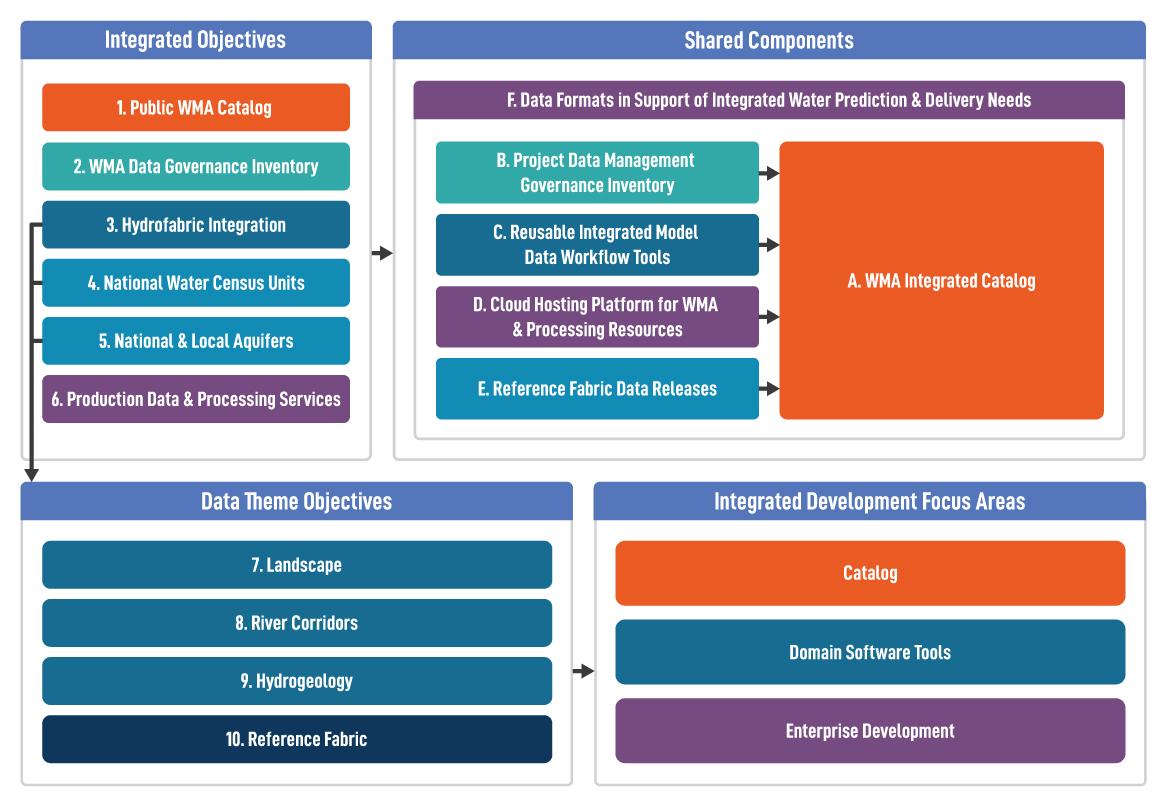 Integrated Objectives
1. Public WMA Catalog
2. WMA Data Governance Inventory
3. Hydrofabric Integration
4. National Water Census Units
5. National & Local Aquifers
6. Production Data & Processing Services
Shared Components
F. Data Formats in Support of Integrated Water Prediction & Delivery Needs
B. Project Data Management
Governance Inventory
C. Reusable Integrated Model
Data Workflow Tools
D. Cloud Hosting Platform for WMA
& Processing Resources
E. Reference Fabric Data Releases
A. WMA Integrated Catalog
Data Theme Objectives
7. Landscape
8. River Corridors
9. Hydrogeology
10. Reference Fabric
Integrated Development Focus Areas
Catalog
Domain Software Tools
Enterprise Development